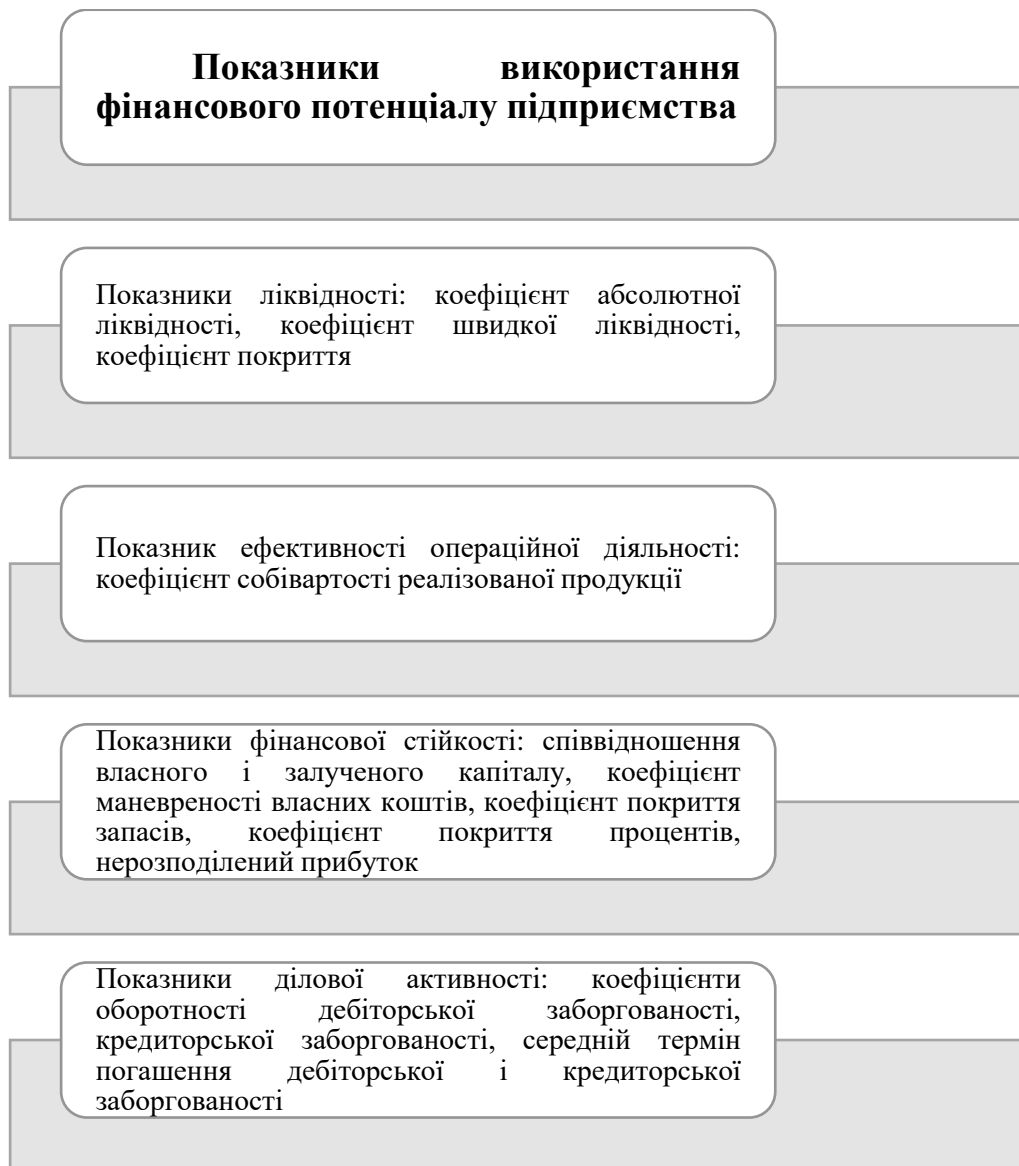 Показники використання
фінансового потенціалу підприємства
Показники ліквідності: коефіцієнт абсолютної
ліквідності, коефіцієнт швидкої ліквідності,
коефіцієнт покриття
Показник ефективності операційної діяльності:
коефіцієнт собівартості реалізованої продукції
Показники фінансової стійкості: співвідношення
власного і залученого капіталу, коефіцієнт
маневреності власних коштів, коефіцієнт покриття
запасів, коефіцієнт покриття процентів,
нерозподілений прибуток
Показники ділової активності: коефіцієнти
оборотності дебіторської заборгованості,
кредиторської заборгованості, середній термін
погашення дебіторської і кредиторської
заборгованості